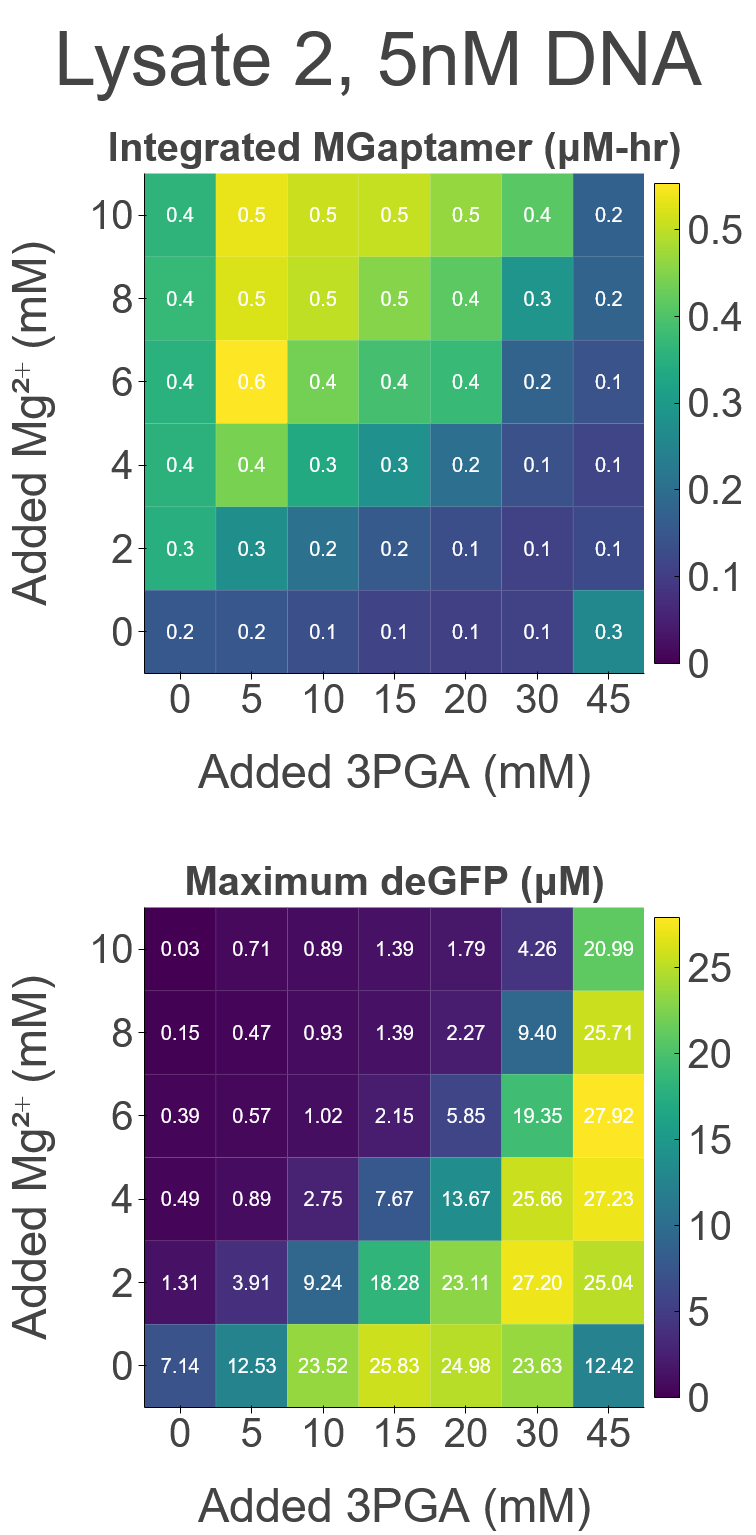 Lysate 2, 5nM DNA
Integrated MGaptamer (µM-hr)
Added Mg²⁺ (mM)
10 0.4 0.5 0.5 0.5 0.5 0.4 0.2
8 0.4 0.5 0.5 0.5 0.4 0.3 0.2
6 0.4 0.6 0.4 0.4 0.4 0.2 0.1
4 0.4 0.4 0.3 0.3 0.2 0.1 0.1
2 0.3 0.3 0.2 0.2 0.1 0.1 0.1
0 0.2 0.2 0.1 0.1 0.1 0.1 0.3
0 5 10 15 20 30 45
Added 3PGA (mM)
0.5
0.4
0.3
0.2
0.1
0
Maximum deGFP (µM)
Added Mg²⁺ (mM)
10 0.03 0.71 0.89 1.39 1.79 4.26 20.99
8 0.15 0.47 0.93 1.39 2.27 9.40 25.71
6 0.39 0.57 1.02 2.15 5.85 19.35 27.92
4 0.49 0.89 2.75 7.67 13.67 25.66 27.23
2 1.31 3.91 9.24 18.28 23.11 27.20 25.04
0 7.14 12.53 23.52 25.83 24.98 23.63 12.42
0 5 10 15 20 30 45
Added 3PGA (mM)
25
20
15
10
5
0